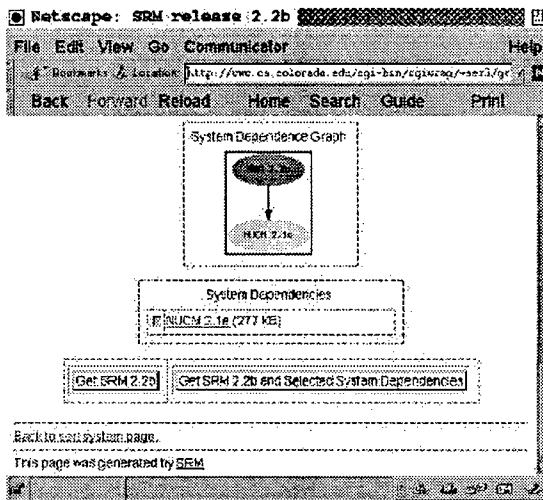 Netscape: SRM release 2.2b
File Edit View Go Communicator Help
Bookmarks Location:
Back Forward Reload Home Search Guide Print
System Dependence Graph
NUCM 2.1e
System Dependencies
NUCM 2.1e (277 KB)
Get SRM 2.2b Get SRM 2.2b and Selected System Dependencies
Back to system page.
This page was generated by SRM